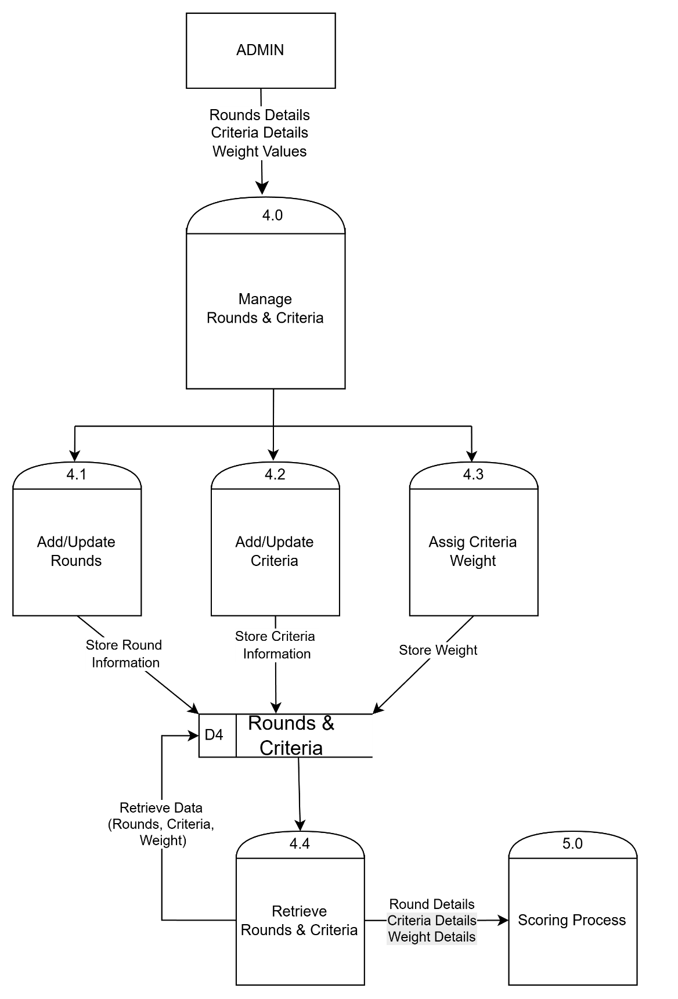 ADMIN
Rounds Details
Criteria Details
Weight Values
4.0
Manage
Rounds & Criteria
4.1
4.2
4.3
Add/Update
Rounds
Add/Update
Criteria
Assig Criteria
Weight
Store Round
Information
Store Criteria
Information
Store Weight
D4
Rounds &
Criteria
Retrieve Data
(Rounds, Criteria,
Weight)
4.4
Retrieve
Rounds & Criteria
Round Details
Criteria Details
Weight Details
5.0
Scoring Process